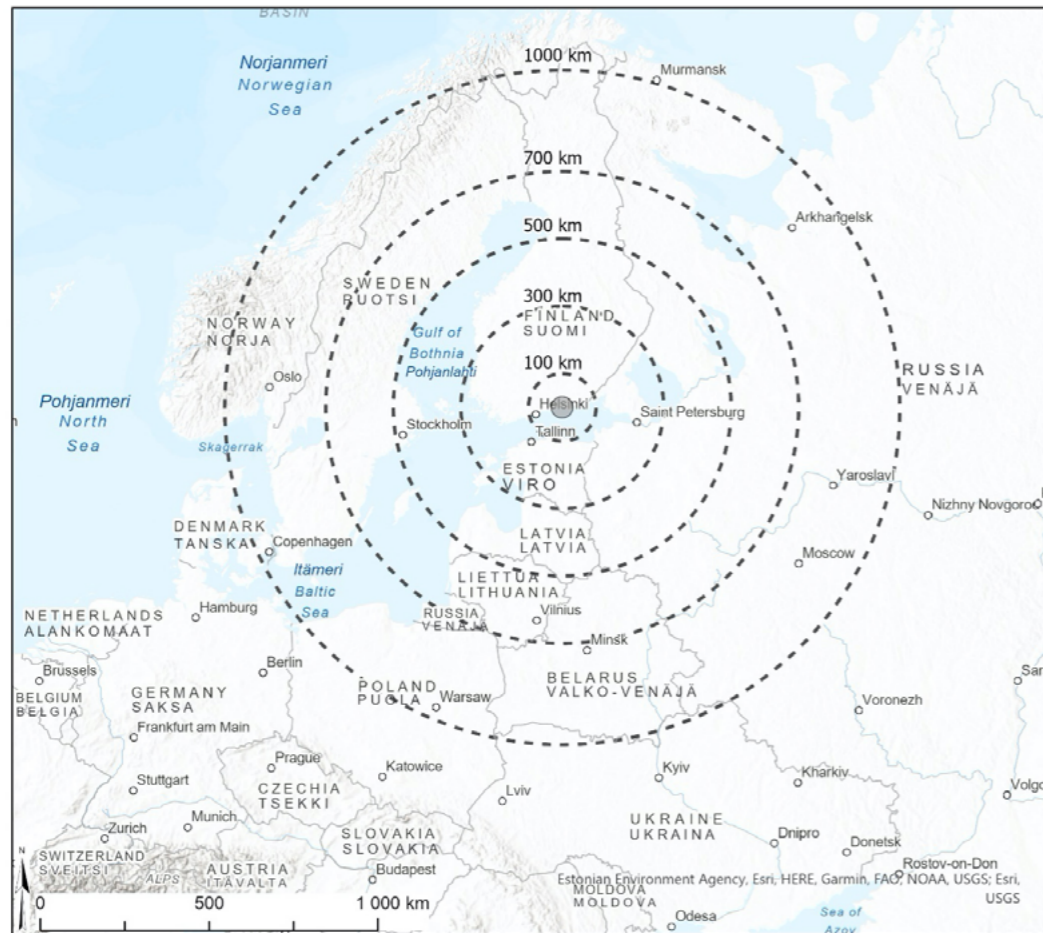 BASIN
1000 km
Norjanmeri
Norwegian
Sea
Murmansk
700 km
Arkhangelsk
500 km
SWEDEN
RUOTSI
300 km
FINLAND
SUOMI
NORWAY
NORJA
Gulf of
Bothnia
Pohjanlahti
100 km
RUSSIA
VENÄJÄ
Oslo
Pohjanmeri
North
Sea
Helsinki
Saint Petersburg
Stockholm
Tallinn
Skagerrak
ESTONIA
VIRO
Yaroslavl
Nizhny Novgorod
DENMARK
TANSKA
Copenhagen
LATVIA
LATVIA
Moscow
Itämeri
Baltic
Sea
LIETTUA
LITHUANIA
NETHERLANDS
ALANKOMAAT
Hamburg
RUSSIA
VENÄJÄ
Vilnius
Minsk
Brussels
Berlin
BELARUS
VALKO-VENÄJÄ
BELGIUM
BELGIA
GERMANY
SAKSA
POLAND
PUOLA
Warsaw
Voronezh
Sar
Frankfurt am Main
Prague
Katowice
Kyiv
Kharkiv
Stuttgart
CZECHIA
TSEKKI
Lviv
Volgo
Munich
UKRAINE
UKRAINA
Zurich
SLOVAKIA
SLOVAKIA
Dnipro
Donetsk
SWITZERLAND
SVEITSI
ALPS
AUSTRIA
ITÄVALTA
Budapest
Rostov-on-Don
Estonian Environment Agency, Esri, HERE, Garmin, FAO, NOAA, USGS; Esri,
USGS
MOLDOVA
MOLDOVA
N
0 500 1 000 km
Odesa
Sea of
Azov